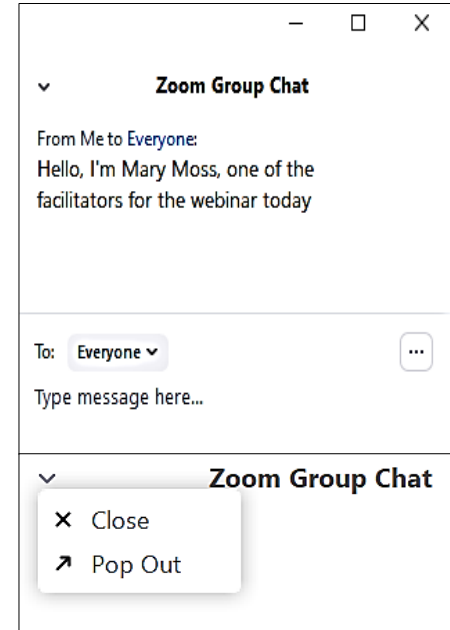 Zoom Group Chat
From Me to Everyone:
Hello, I'm Mary Moss, one of the
facilitators for the webinar today
To: Everyone
Type message here...
Zoom Group Chat
Close
Pop Out